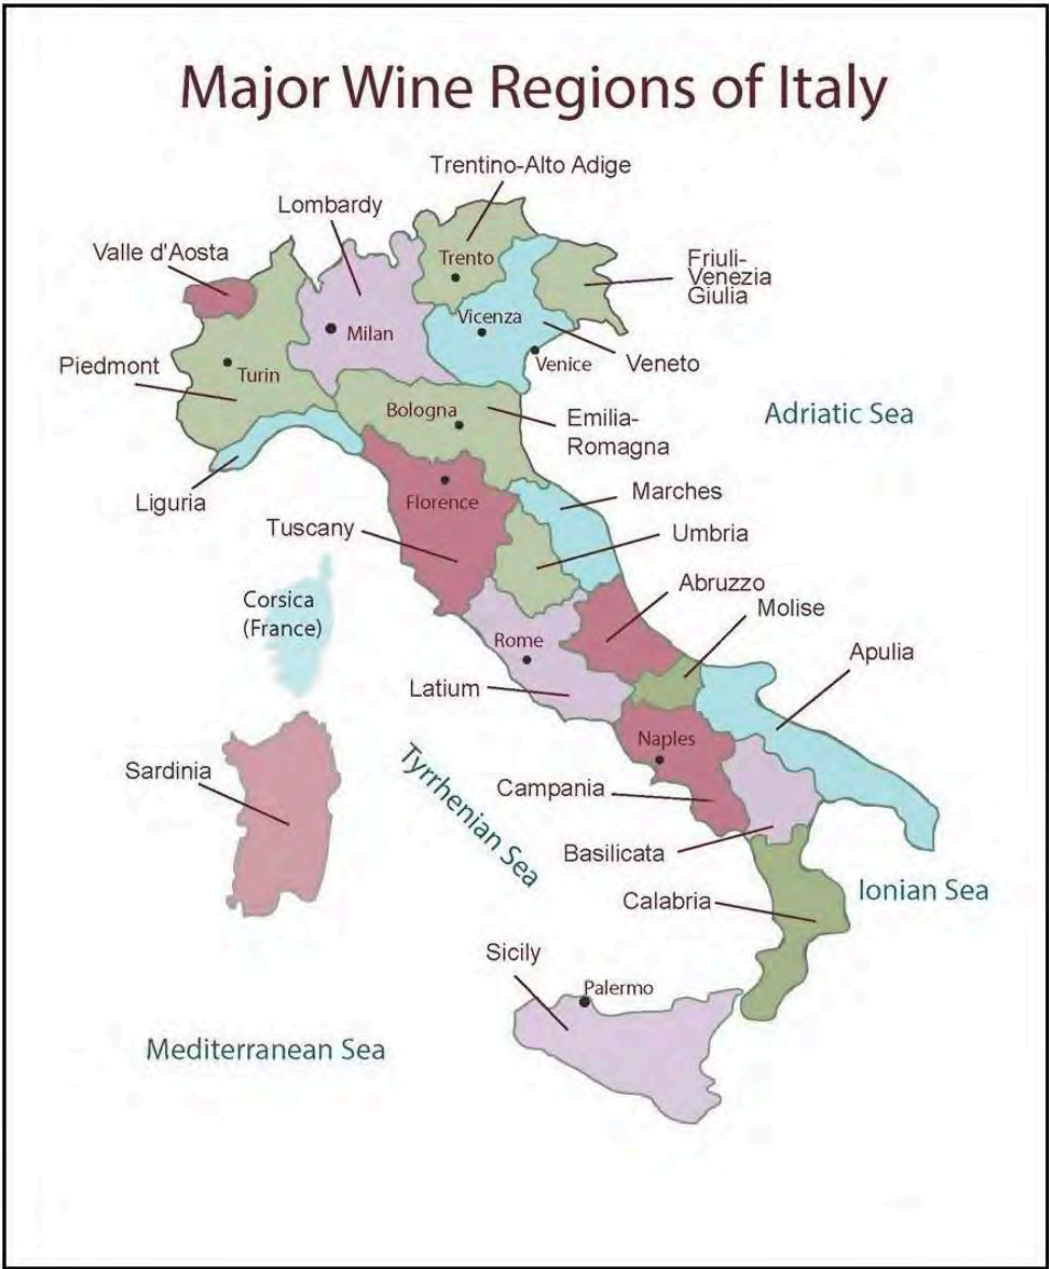 Major Wine Regions of Italy
Trentino-Alto Adige
Lombardy
Valle d'Aosta
Trento
Friuli-
Venezia
Giulia
Vicenza
Milan
Piedmont
Turin
Venice
Veneto
Bologna
Adriatic Sea
Emilia-
Romagna
Liguria
Florence
Marches
Tuscany
Umbria
Abruzzo
Corsica
(France)
Molise
Rome
Apulia
Latium
Naples
Sardinia
Tyrrhenian Sea
Campania
Basilicata
Ionian Sea
Calabria
Sicily
Palermo
Mediterranean Sea